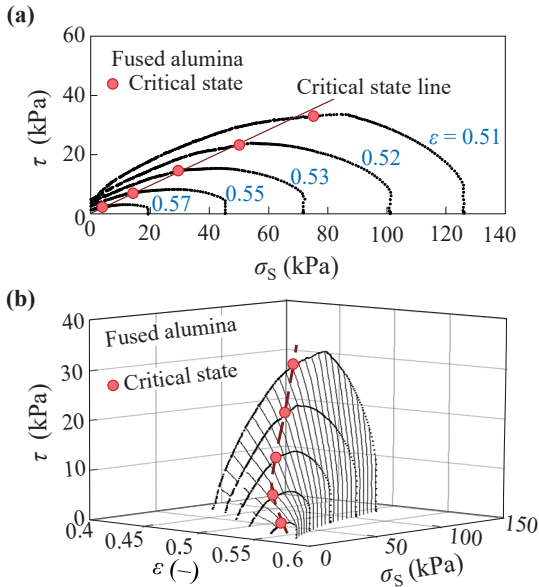 (a)
60
Fused alumina
Critical state
Critical state line
40
τ (kPa)
ε = 0.51
20
0.52
0.53
0.55
0.57
0
0 20 40 60 80 100 120 140
σS (kPa)
(b)
40
Fused alumina
30
Critical state
τ (kPa)
20
10
0
0.4 0.45 0.5 0.55 0.6
0 50 100 150
ε (–)
σS (kPa)